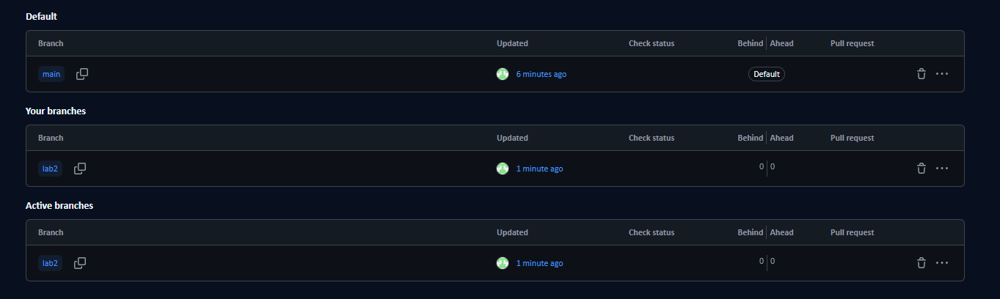 Default
Branch Updated Check status Behind Ahead Pull request
main 6 minutes ago Default
Your branches
Branch Updated Check status Behind Ahead Pull request
lab2 1 minute ago 0 0
Active branches
Branch Updated Check status Behind Ahead Pull request
lab2 1 minute ago 0 0